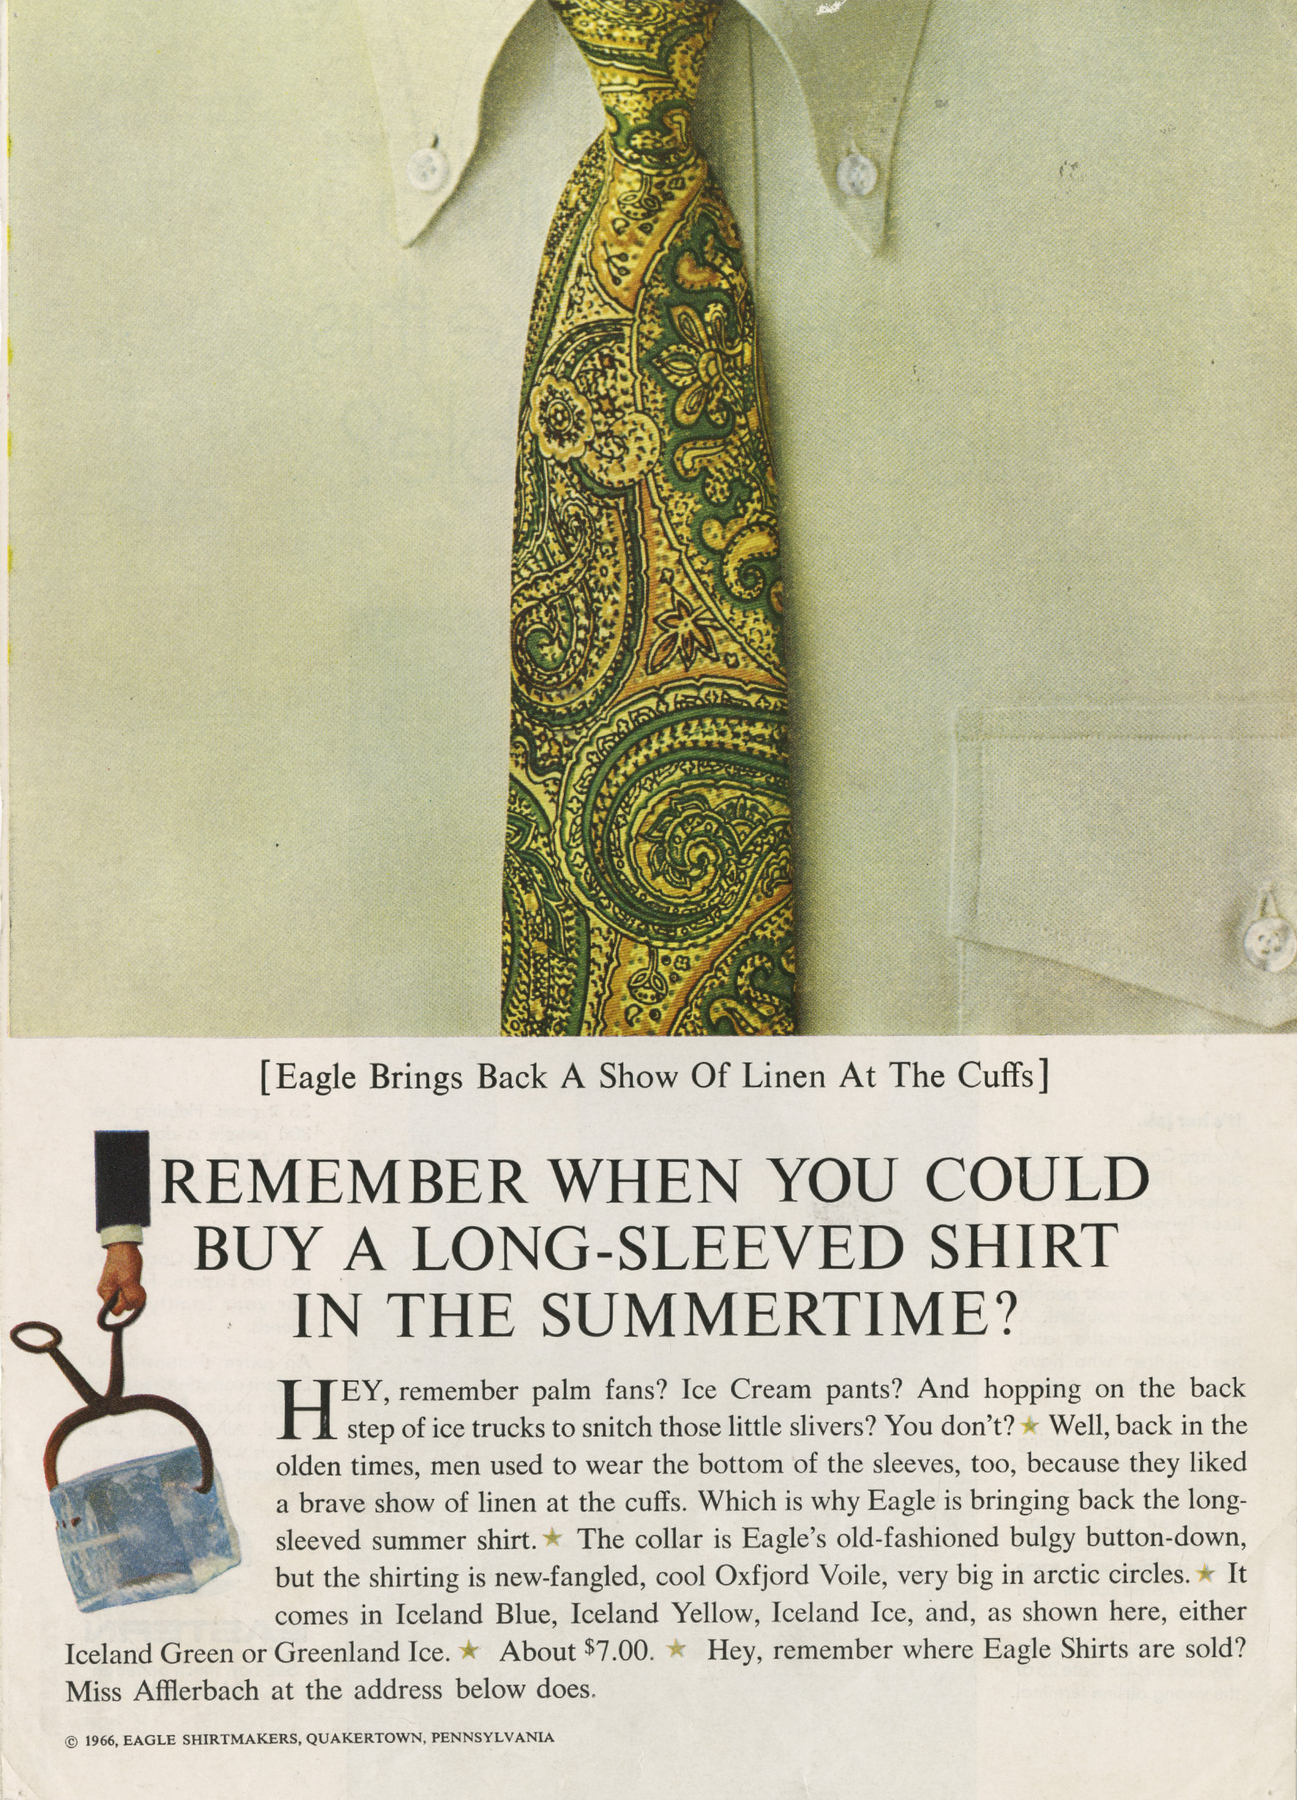 [Eagle Brings Back A Show Of Linen At The Cuffs]
REMEMBER WHEN YOU COULD
BUY A LONG-SLEEVED SHIRT
IN THE SUMMERTIME?
HEY, remember palm fans? Ice Cream pants? And hopping on the back
step of ice trucks to snitch those little slivers? You don't? ★ Well, back in the
olden times, men used to wear the bottom of the sleeves, too, because they liked
a brave show of linen at the cuffs. Which is why Eagle is bringing back the long-
sleeved summer shirt. ★ The collar is Eagle's old-fashioned bulgy button-down,
but the shirting is new-fangled, cool Oxfjord Voile, very big in arctic circles. ★ It
comes in Iceland Blue, Iceland Yellow, Iceland Ice, and, as shown here, either
Iceland Green or Greenland Ice. ★ About $7.00. ★ Hey, remember where Eagle Shirts are sold?
Miss Afflerbach at the address below does.
© 1966, EAGLE SHIRTMAKERS, QUAKERTOWN, PENNSYLVANIA